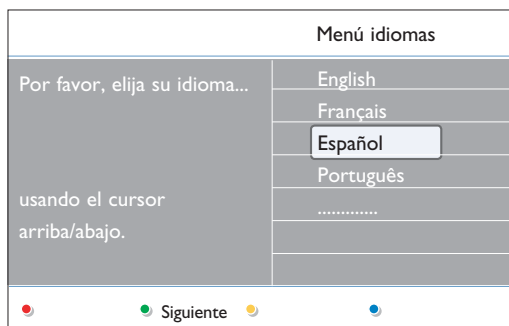 Menú idiomas
Por favor, elija su idioma...
usando el cursor
arriba/abajo.
English
Français
Español
Português
.............
Siguiente